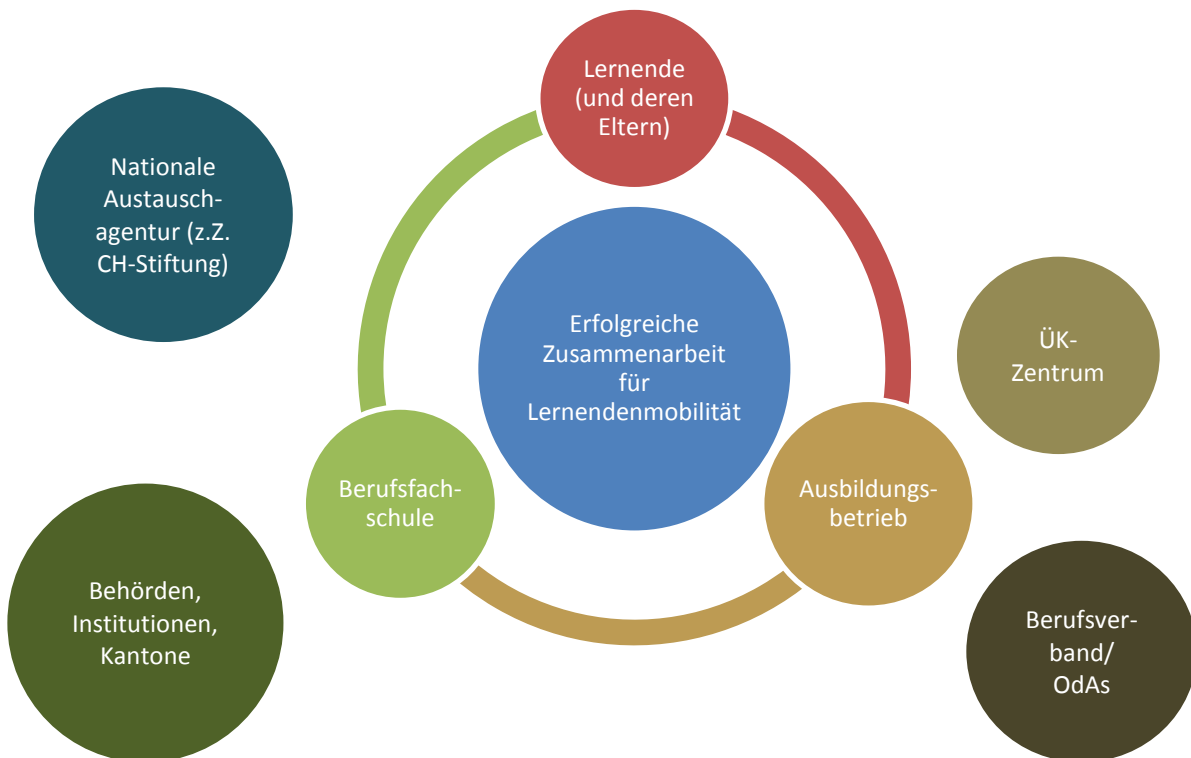 Lernende
(und deren
Eltern)
Nationale
Austausch-
agentur (z.Z.
CH-Stiftung)
Erfolgreiche
Zusammenarbeit
für
Lernendenmobilität
ÜK-
Zentrum
Berufsfach-
schule
Ausbildungs-
betrieb
Behörden,
Institutionen,
Kantone
Berufsver-
band/
OdAs